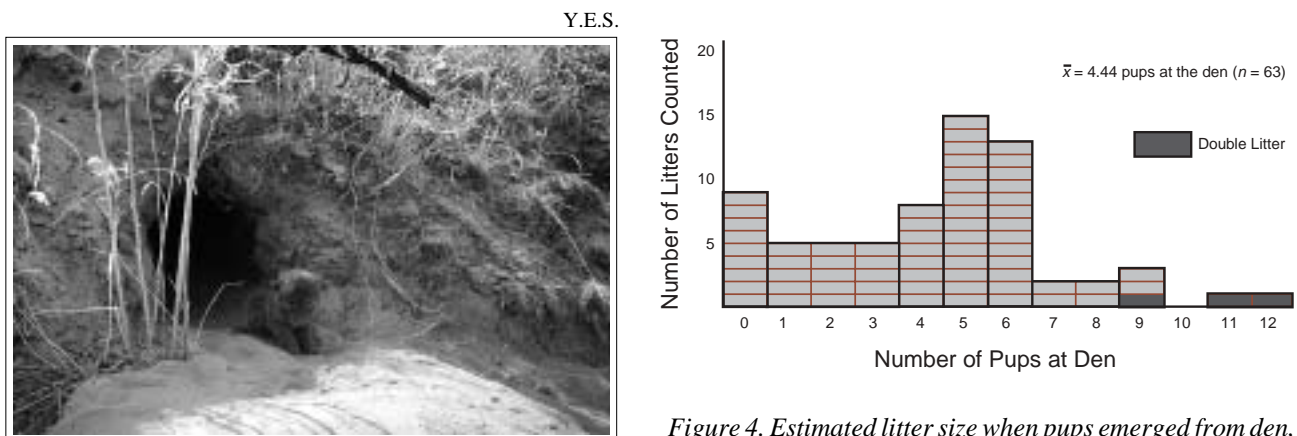 Y.E.S.
20
15
10
5
Number of Litters Counted
x̄ = 4.44 pups at the den (n = 63)
Double Litter
0 1 2 3 4 5 6 7 8 9 10 11 12
Number of Pups at Den
Figure 4. Estimated litter size when pups emerged from den.